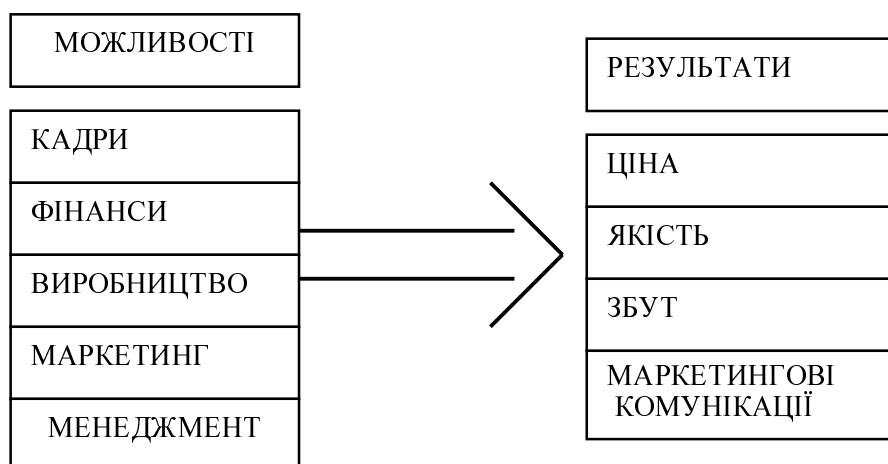 МОЖЛИВОСТІ
КАДРИ
ФІНАНСИ
ВИРОБНИЦТВО
МАРКЕТИНГ
МЕНЕДЖМЕНТ
РЕЗУЛЬТАТИ
ЦІНА
ЯКІСТЬ
ЗБУТ
МАРКЕТИНГОВІ
КОМУНІКАЦІЇ